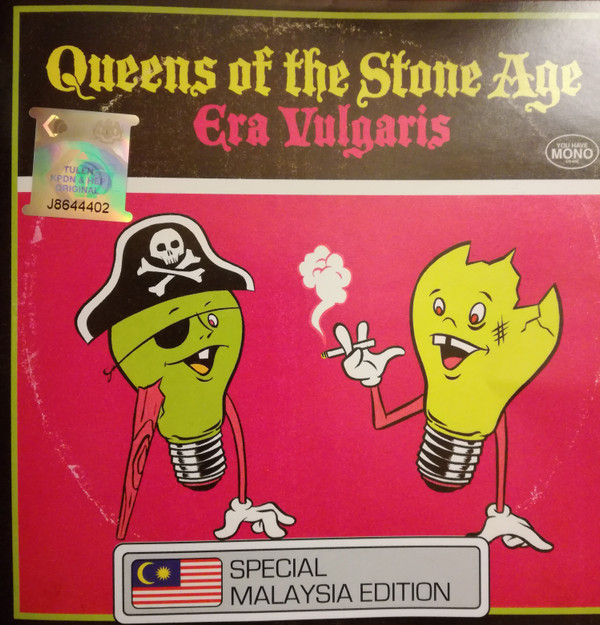 Queens of the Stone Age
Era Vulgaris
YOU HAVE
MONO
TULEN
KPDN & HEP
ORIGINAL
J8644402
SPECIAL
MALAYSIA EDITION